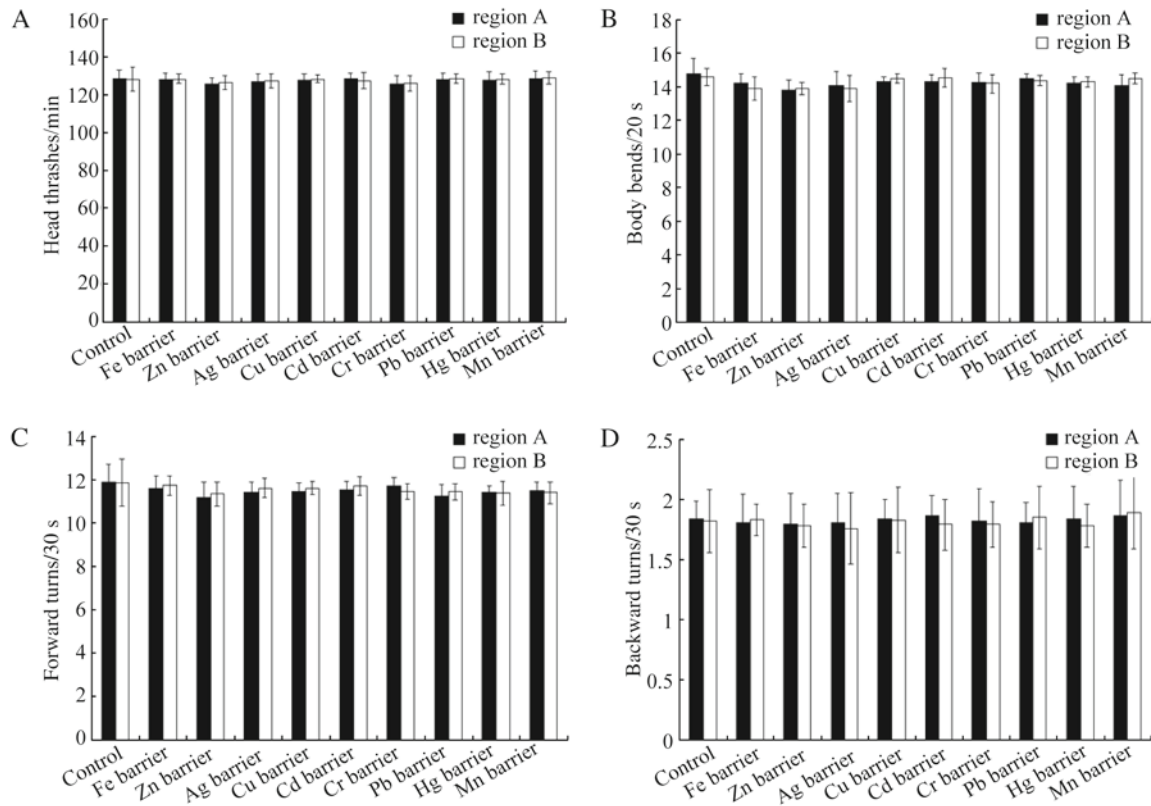 A
160
140
120
100
80
60
40
20
0
Head thrashes/min
region A
region B
Control
Fe barrier
Zn barrier
Ag barrier
Cu barrier
Cd barrier
Cr barrier
Pb barrier
Hg barrier
Mn barrier
B
18
16
14
12
10
8
6
4
2
0
Body bends/20 s
region A
region B
Control
Fe barrier
Zn barrier
Ag barrier
Cu barrier
Cd barrier
Cr barrier
Pb barrier
Hg barrier
Mn barrier
C
14
12
10
8
6
4
2
0
Forward turns/30 s
region A
region B
Control
Fe barrier
Zn barrier
Ag barrier
Cu barrier
Cd barrier
Cr barrier
Pb barrier
Hg barrier
Mn barrier
D
2.5
2
1.5
1
0.5
0
Backward turns/30 s
region A
region B
Control
Fe barrier
Zn barrier
Ag barrier
Cu barrier
Cd barrier
Cr barrier
Pb barrier
Hg barrier
Mn barrier